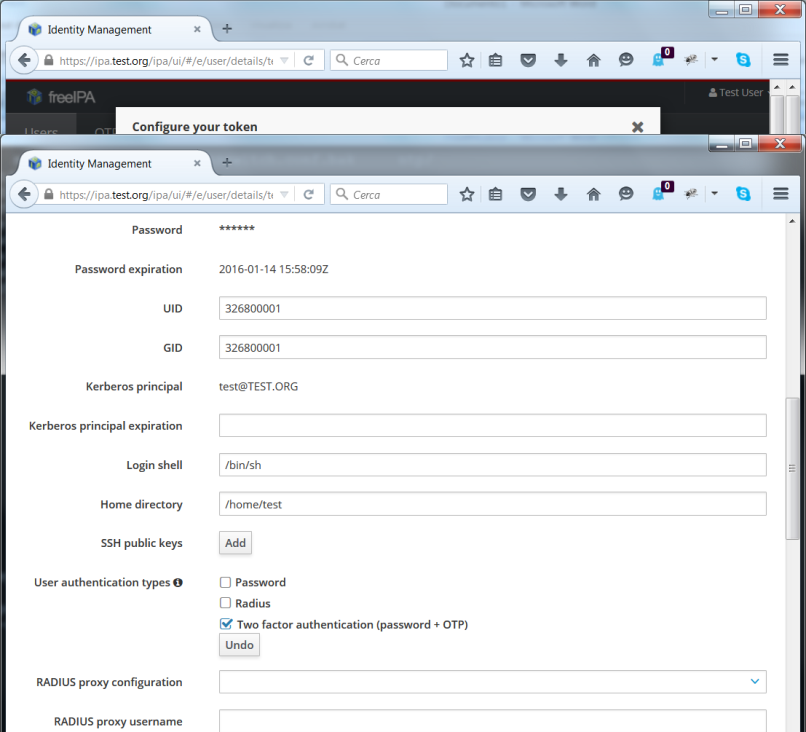 Identity Management
https://ipa.test.org/ipa/ui/#/e/user/details/te
Cerca
0
freeIPA
Test User
Users OTP
Configure your token
Identity Management
https://ipa.test.org/ipa/ui/#/e/user/details/te
Cerca
0
Password ******
Password expiration 2016-01-14 15:58:09Z
UID 326800001
GID 326800001
Kerberos principal test@TEST.ORG
Kerberos principal expiration
Login shell /bin/sh
Home directory /home/test
SSH public keys Add
User authentication types Password
Radius
Two factor authentication (password + OTP)
Undo
RADIUS proxy configuration
RADIUS proxy username